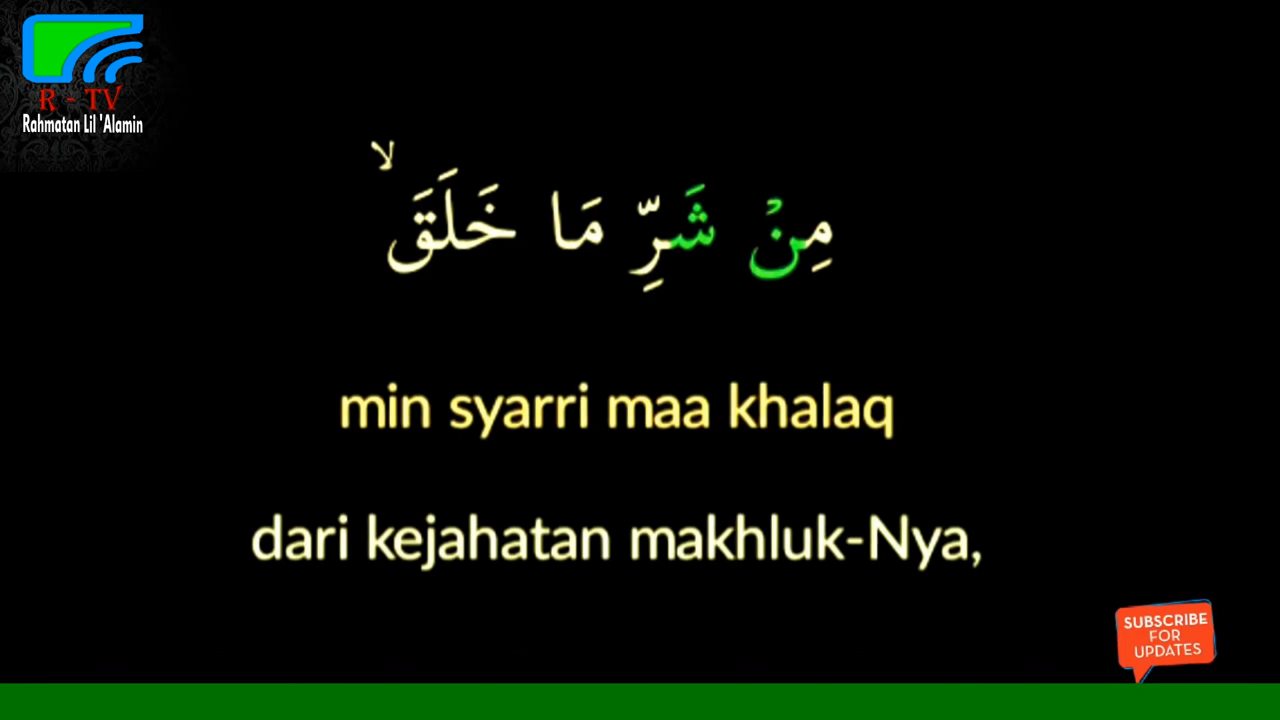 R - TV
Rahmatan Lil 'Alamin
مِنْ شَرِّ مَا خَلَقَ ۙ
min syarri maa khalaq
dari kejahatan makhluk-Nya,
SUBSCRIBE
FOR
UPDATES